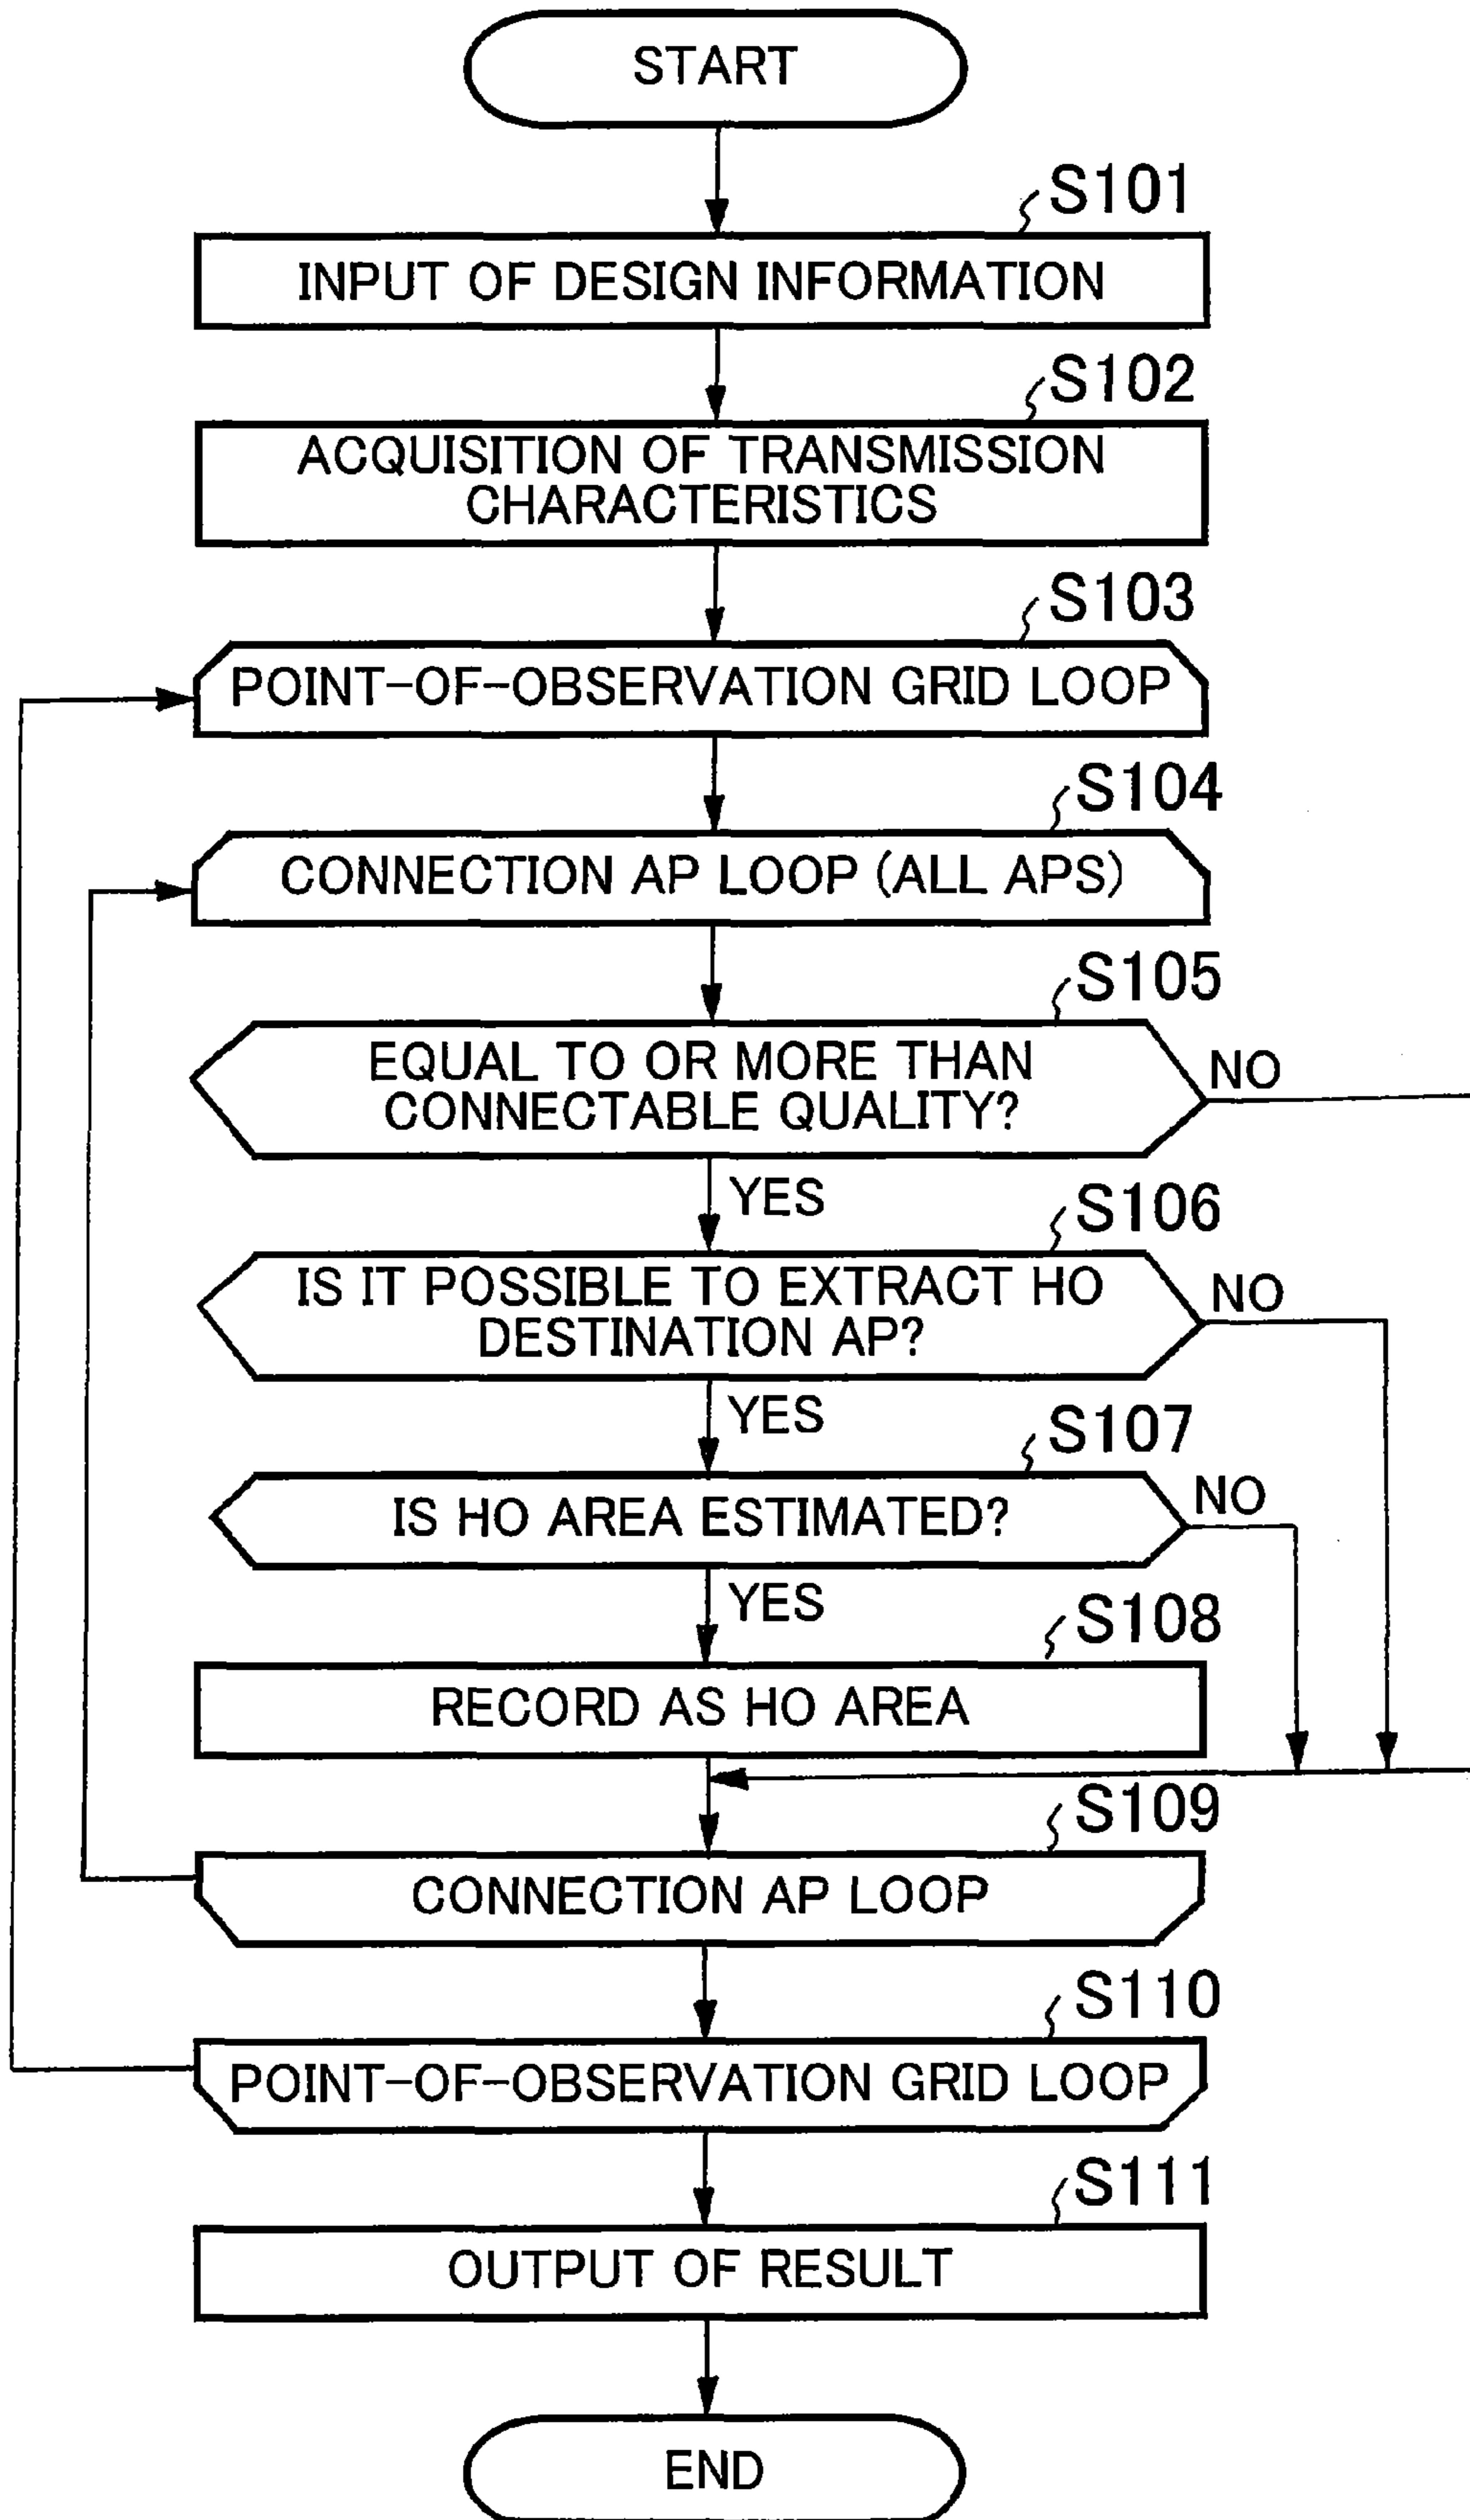 START
S101
INPUT OF DESIGN INFORMATION
S102
ACQUISITION OF TRANSMISSION
CHARACTERISTICS
S103
POINT-OF-OBSERVATION GRID LOOP
S104
CONNECTION AP LOOP (ALL APS)
S105
EQUAL TO OR MORE THAN
CONNECTABLE QUALITY?
NO
YES
S106
IS IT POSSIBLE TO EXTRACT HO
DESTINATION AP?
NO
YES
S107
IS HO AREA ESTIMATED?
NO
YES
S108
RECORD AS HO AREA
S109
CONNECTION AP LOOP
S110
POINT-OF-OBSERVATION GRID LOOP
S111
OUTPUT OF RESULT
END